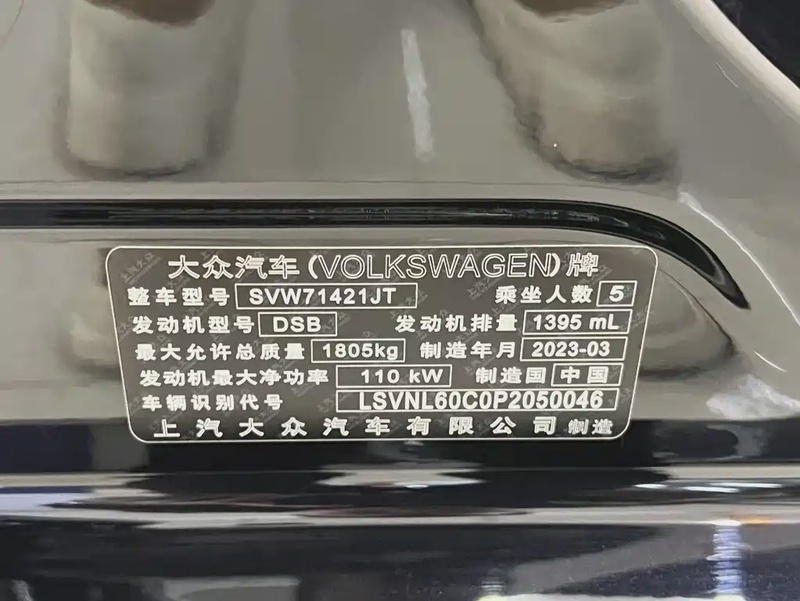 大众汽车(VOLKSWAGEN)牌
整车型号 SVW71421JT 乘坐人数 5
发动机型号 DSB 发动机排量 1395 mL
最大允许总质量 1805kg 制造年月 2023-03
发动机最大净功率 110 kW 制造国 中国
车辆识别代号 LSVNL60C0P2050046
上汽大众汽车有限公司 制造